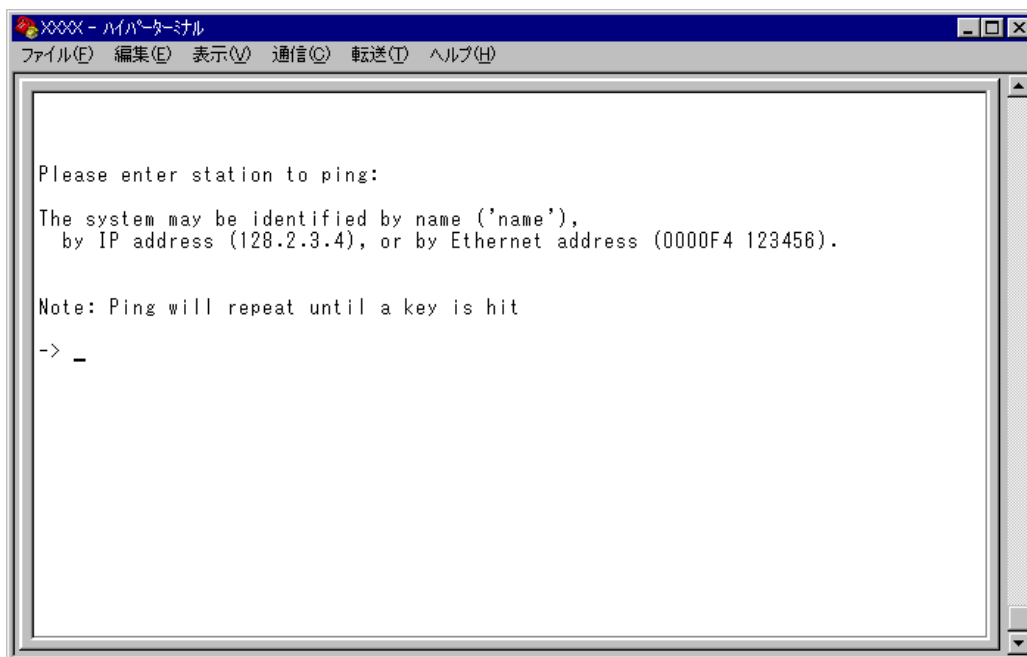 XXXX - ﾊｲﾊﾟｰﾀｰﾐﾅﾙ
ファイル(F) 編集(E) 表示(V) 通信(C) 転送(T) ヘルプ(H)
Please enter station to ping:
The system may be identified by name ('name'),
by IP address (128.2.3.4), or by Ethernet address (0000F4 123456).
Note: Ping will repeat until a key is hit
-> _